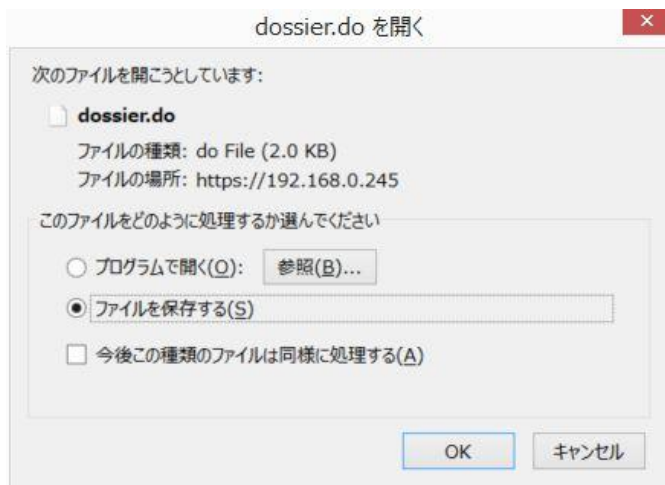 dossier.do を開く
次のファイルを開こうとしています:
dossier.do
ファイルの種類: do File (2.0 KB)
ファイルの場所: https://192.168.0.245
このファイルをどのように処理するか選んでください
プログラムで開く(O): 参照(B)...
ファイルを保存する(S)
今後この種類のファイルは同様に処理する(A)
OK キャンセル